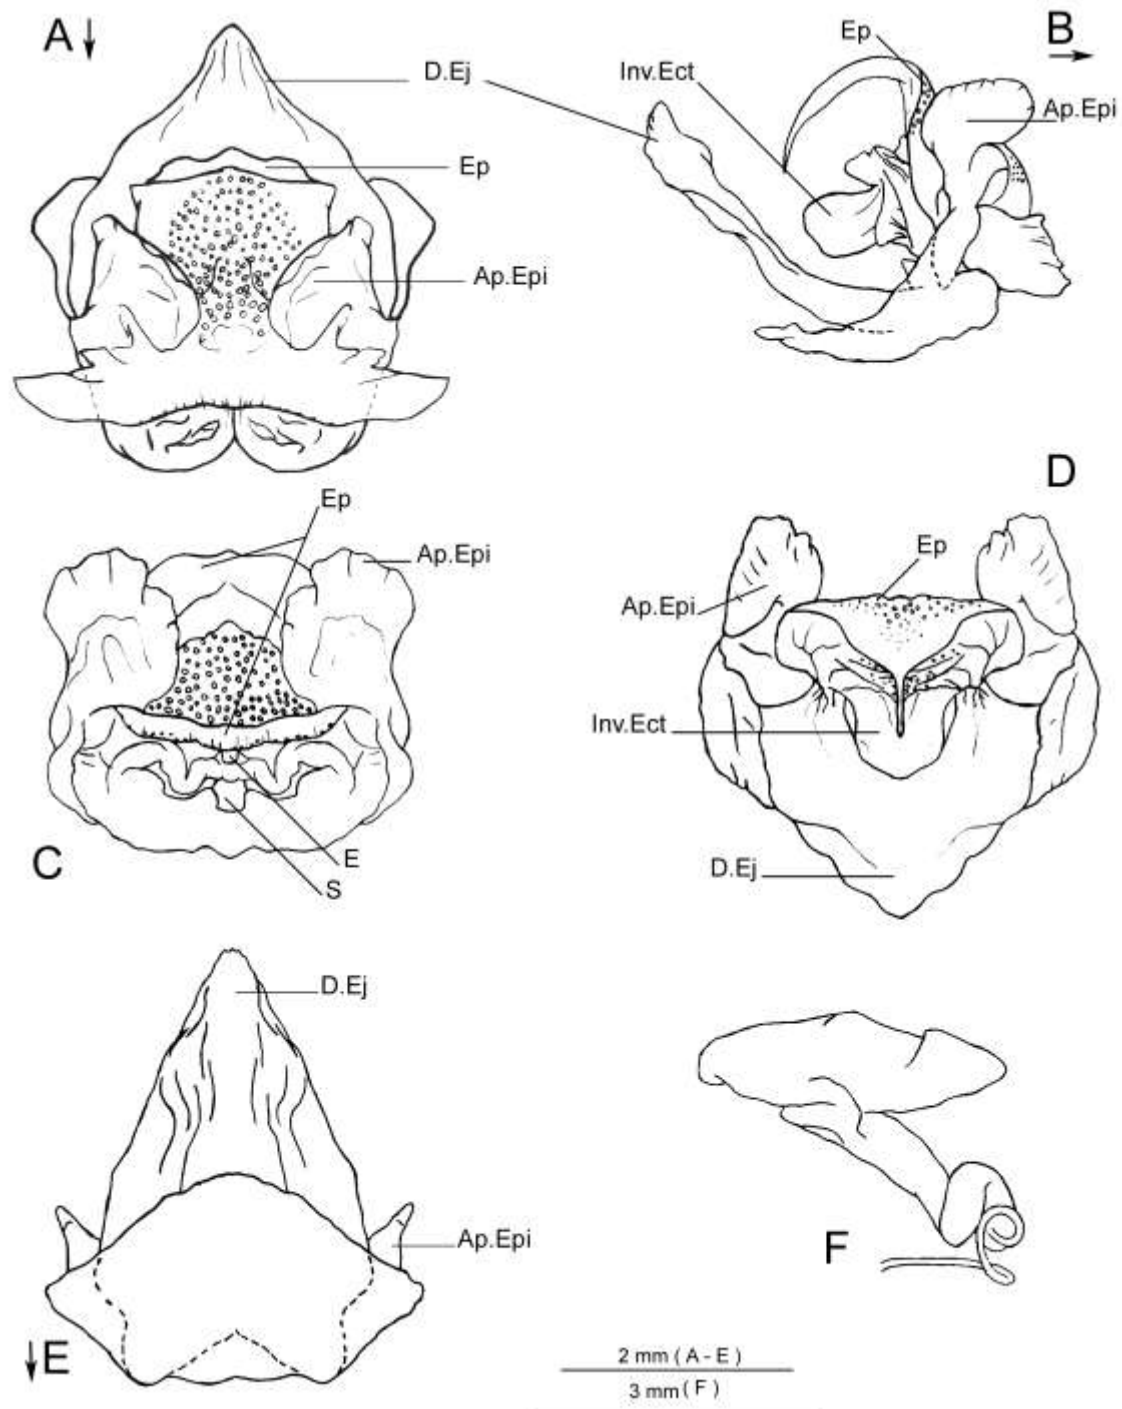 A
D.Ej
Ep
Ap.Epi
B
Ep
Inv.Ect
Ap.Epi
C
Ep
Ap.Epi
E
S
D
Ep
Ap.Epi
Inv.Ect
D.Ej
E
D.Ej
Ap.Epi
F
2 mm ( A - E )
3 mm ( F )